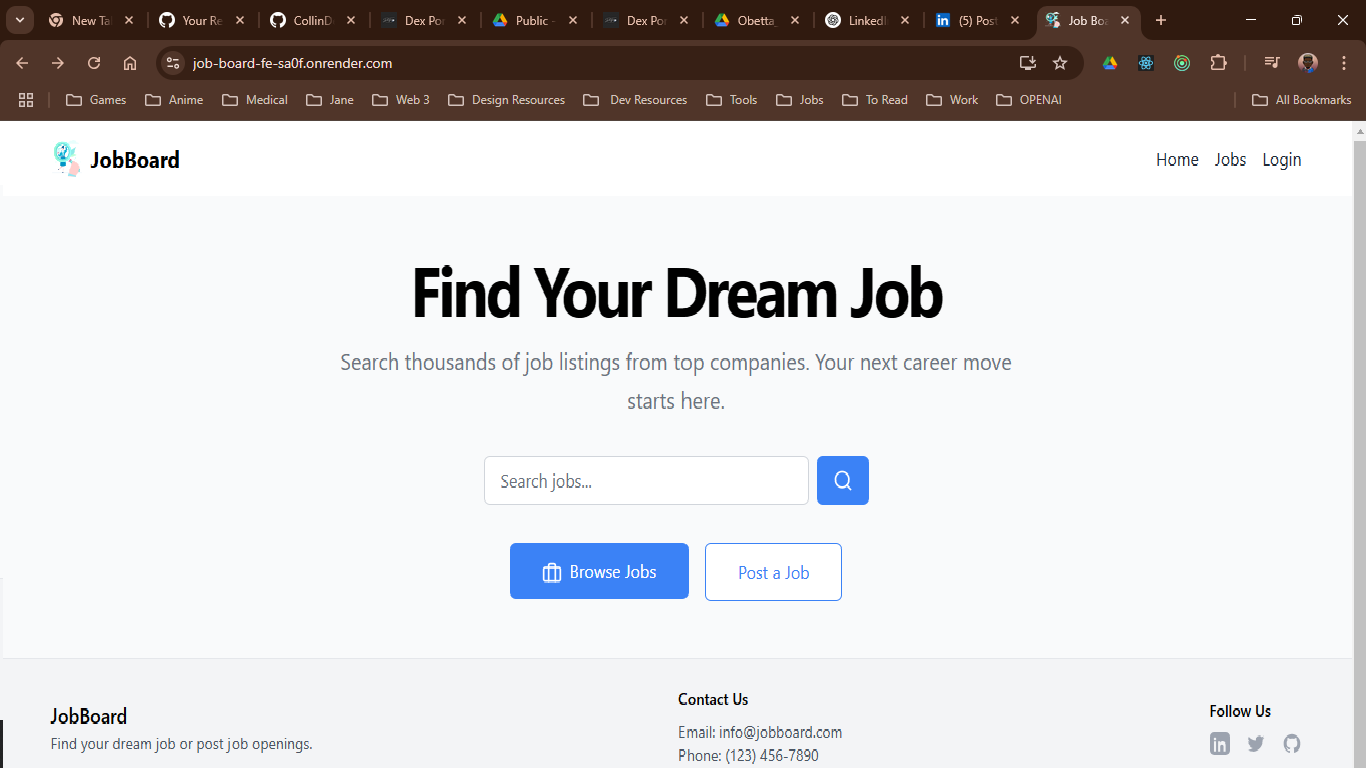 New Tal
Your Re
CollinD
Dex Por
Public -
Dex Por
Obetta_
LinkedI
(5) Post
Job Boa
job-board-fe-sa0f.onrender.com
Games Anime Medical Jane Web 3 Design Resources Dev Resources Tools Jobs To Read Work OPENAI All Bookmarks
JobBoard
Home Jobs Login
Find Your Dream Job
Search thousands of job listings from top companies. Your next career move
starts here.
Search jobs...
Browse Jobs
Post a Job
JobBoard
Find your dream job or post job openings.
Contact Us
Email: info@jobboard.com
Phone: (123) 456-7890
Follow Us